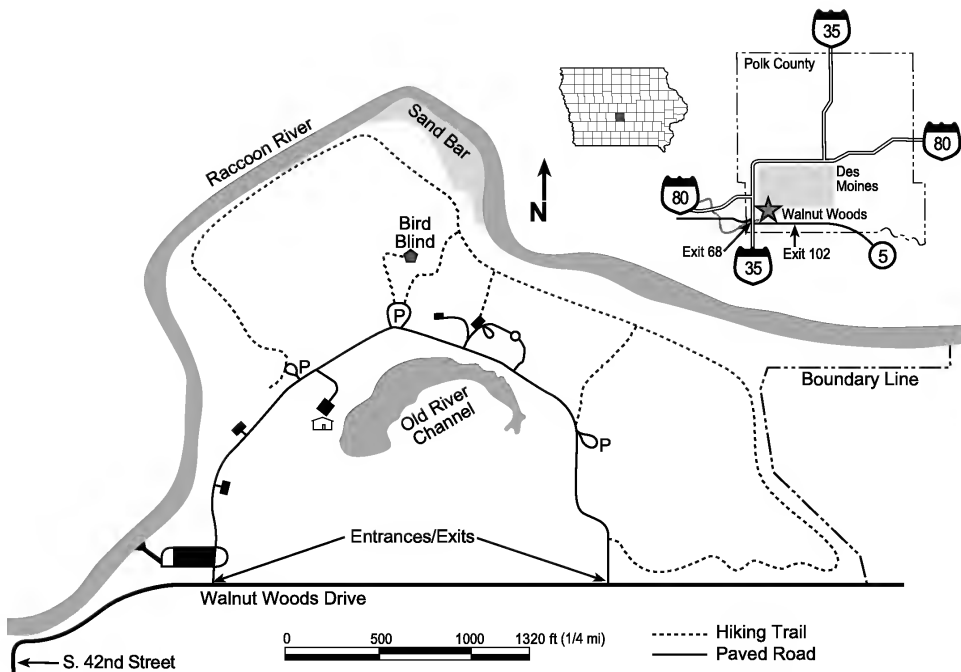 35
Polk County
80
Des
Moines
80
Walnut Woods
Exit 68
Exit 102
5
35
Raccoon River
Sand Bar
N
Bird
Blind
P
P
Old River
Channel
P
Boundary Line
Entrances/Exits
Walnut Woods Drive
S. 42nd Street
0 500 1000 1320 ft (1/4 mi)
Hiking Trail
Paved Road